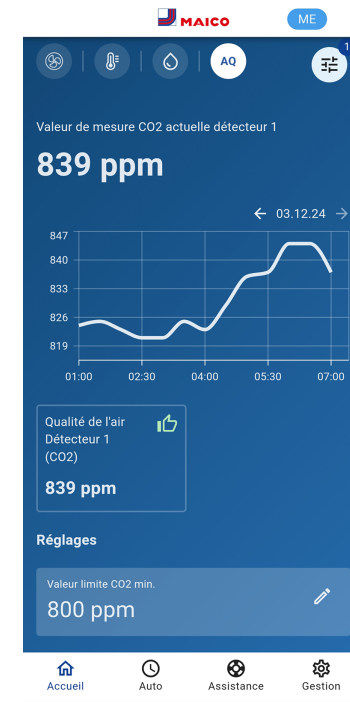 MAICO
ME
AQ
1
Valeur de mesure CO2 actuelle détecteur 1
839 ppm
03.12.24
847
840
833
826
819
01:00 02:30 04:00 05:30 07:00
Qualité de l'air
Détecteur 1
(CO2)
839 ppm
Réglages
Valeur limite CO2 min.
800 ppm
Accueil Auto Assistance Gestion